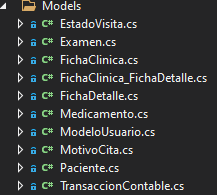 Models
C# EstadoVisita.cs
C# Examen.cs
C# FichaClinica.cs
C# FichaClinica_FichaDetalle.cs
C# FichaDetalle.cs
C# Medicamento.cs
C# ModeloUsuario.cs
C# MotivoCita.cs
C# Paciente.cs
C# TransaccionContable.cs